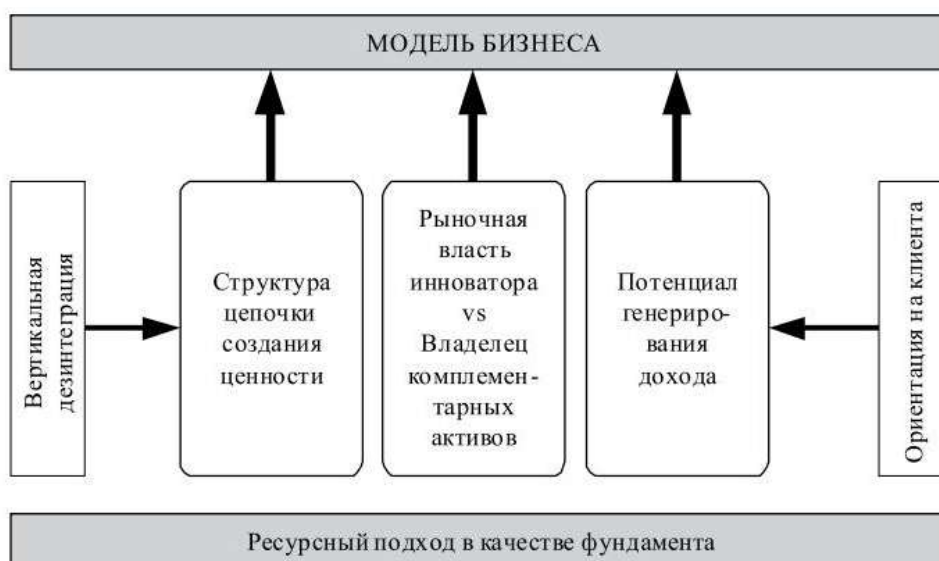 МОДЕЛЬ БИЗНЕСА
Вертикальная
дезинтеграция
Структура
цепочки
создания
ценности
Рыночная
власть
инноватора
vs
Владелец
комплемен-
тарных
активов
Потенциал
генериро-
вания
дохода
Ориентация на клиента
Ресурсный подход в качестве фундамента